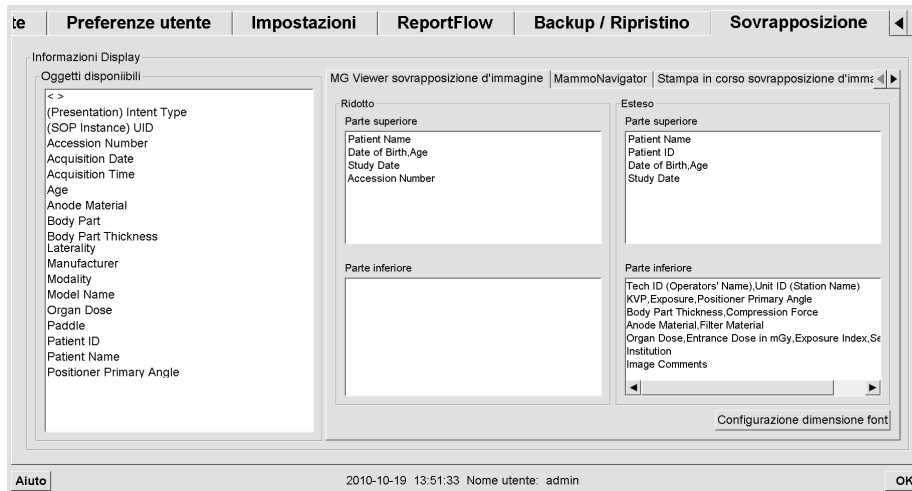 te Preferenze utente Impostazioni ReportFlow Backup / Ripristino Sovrapposizione
Informazioni Display
Oggetti disponiibili
< >
(Presentation) Intent Type
(SOP Instance) UID
Accession Number
Acquisition Date
Acquisition Time
Age
Anode Material
Body Part
Body Part Thickness
Laterality
Manufacturer
Modality
Model Name
Organ Dose
Paddle
Patient ID
Patient Name
Positioner Primary Angle
MG Viewer sovrapposizione d'immagine MammoNavigator Stampa in corso sovrapposizione d'imma
Ridotto
Parte superiore
Patient Name
Date of Birth,Age
Study Date
Accession Number
Parte inferiore
Esteso
Parte superiore
Patient Name
Patient ID
Date of Birth,Age
Study Date
Parte inferiore
Tech ID (Operators' Name),Unit ID (Station Name)
KVP,Exposure,Positioner Primary Angle
Body Part Thickness,Compression Force
Anode Material,Filter Material
Organ Dose,Entrance Dose in mGy,Exposure Index,Se
Institution
Image Comments
Configurazione dimensione font
Aiuto 2010-10-19 13:51:33 Nome utente: admin OK